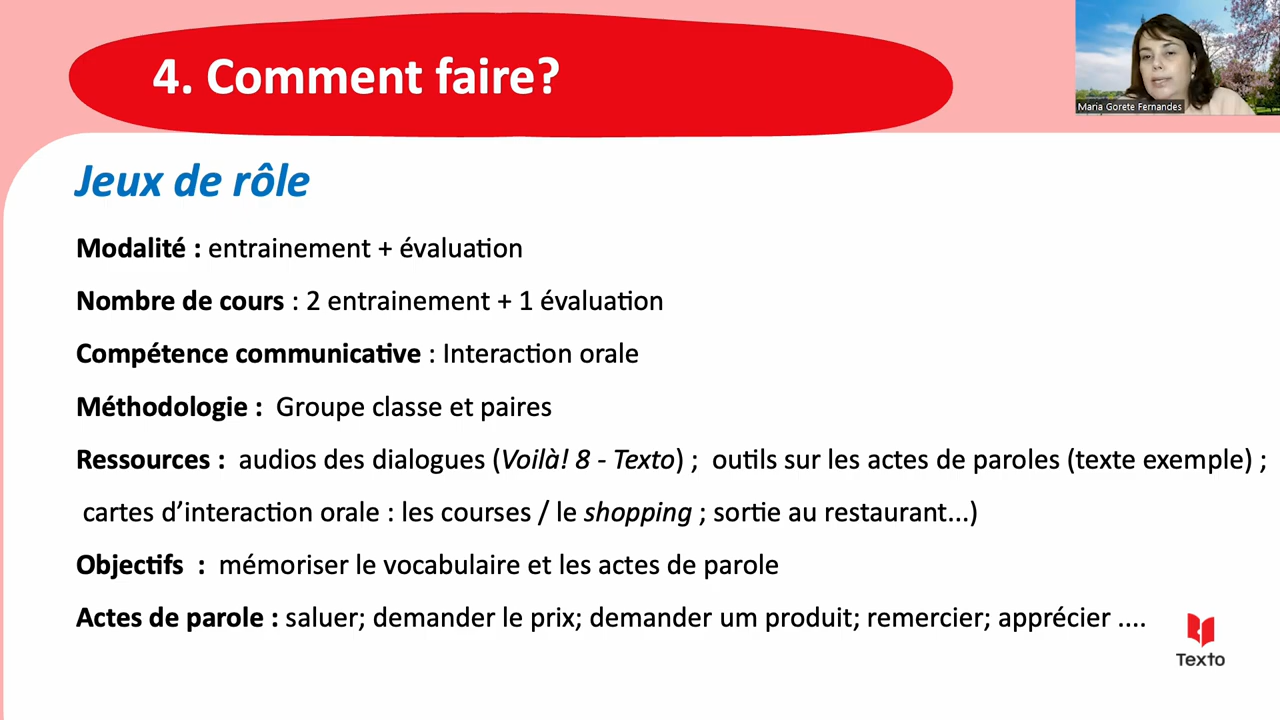 4. Comment faire?
Maria Gorete Fernandes
Jeux de rôle
Modalité : entrainement + évaluation
Nombre de cours : 2 entrainement + 1 évaluation
Compétence communicative : Interaction orale
Méthodologie : Groupe classe et paires
Ressources : audios des dialogues (Voilà! 8 - Texto) ; outils sur les actes de paroles (texte exemple) ;
cartes d’interaction orale : les courses / le shopping ; sortie au restaurant...)
Objectifs : mémoriser le vocabulaire et les actes de parole
Actes de parole : saluer; demander le prix; demander um produit; remercier; apprécier ....
Texto